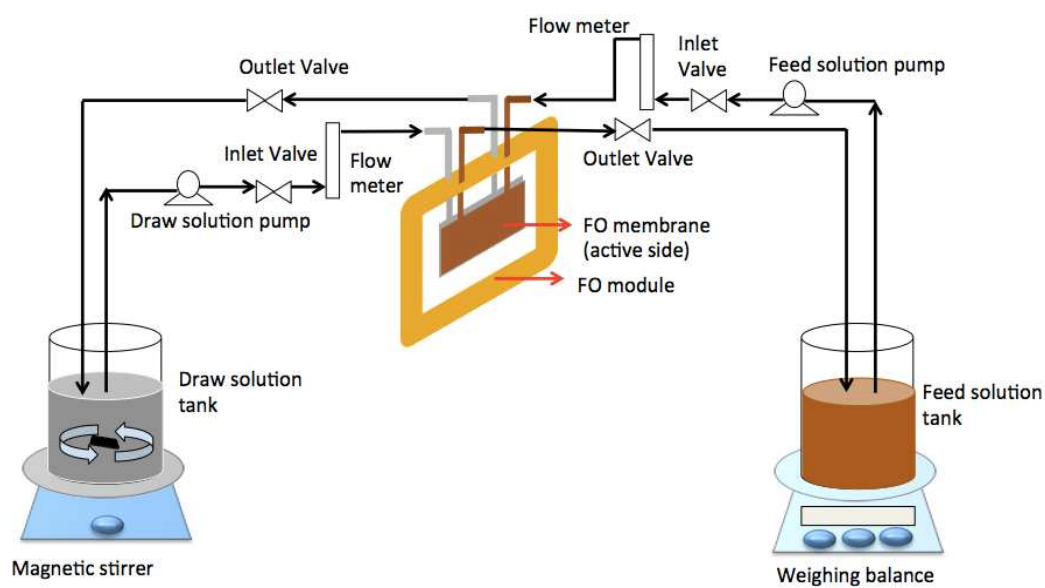 Flow meter
Inlet
Valve
Feed solution pump
Outlet Valve
Inlet Valve
Flow
meter
Outlet Valve
Draw solution pump
FO membrane
(active side)
FO module
Draw solution
tank
Feed solution
tank
Magnetic stirrer
Weighing balance